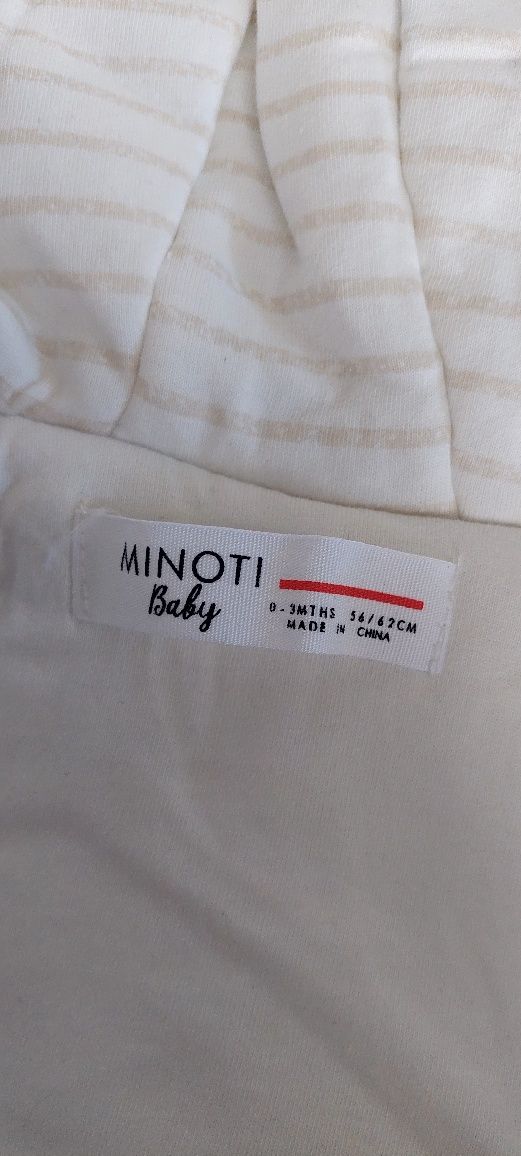 MINOTI
Baby
0-3MTHS 56/62CM
MADE IN CHINA